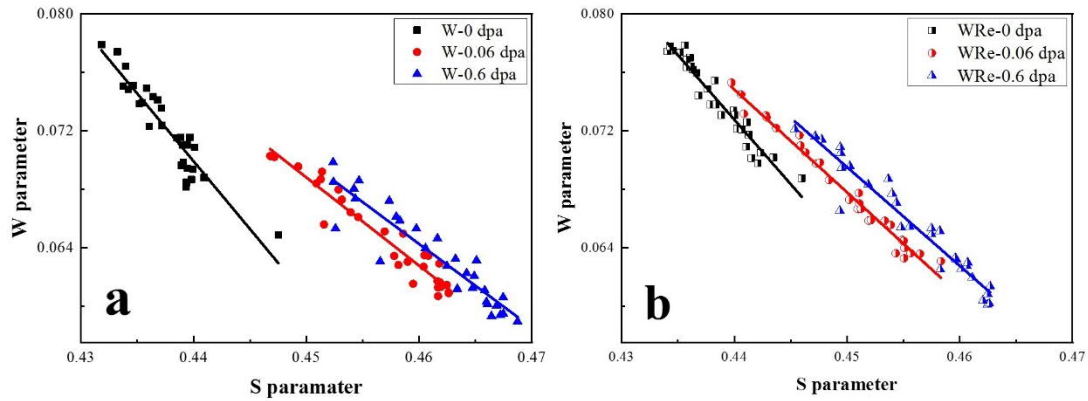 W parameter
0.080
0.072
0.064
0.43
0.44
0.45
0.46
0.47
S paramater
W-0 dpa
W-0.06 dpa
W-0.6 dpa
a
W parameter
0.080
0.072
0.064
0.43
0.44
0.45
0.46
0.47
S parameter
WRe-0 dpa
WRe-0.06 dpa
WRe-0.6 dpa
b